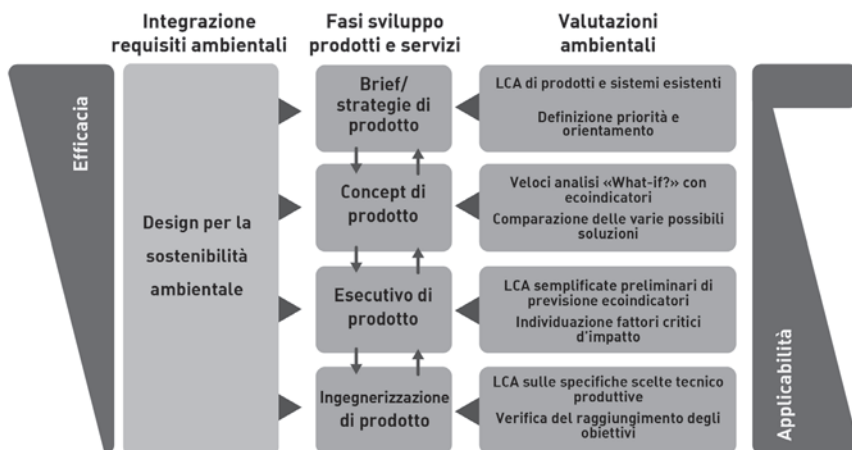 Integrazione
requisiti ambientali
Fasi sviluppo
prodotti e servizi
Valutazioni
ambientali
Efficacia
Design per la
sostenibilità
ambientale
Brief/
strategie di
prodotto
Concept di
prodotto
Esecutivo di
prodotto
Ingegnerizzazione
di prodotto
LCA di prodotti e sistemi esistenti
Definizione priorità e
orientamento
Veloci analisi «What-if?» con
ecoindicatori
Comparazione delle varie possibili
soluzioni
LCA semplificate preliminari di
previsione ecoindicatori
Individuazione fattori critici
d'impatto
LCA sulle specifiche scelte tecnico
produttive
Verifica del raggiungimento degli
obiettivi
Applicabilità